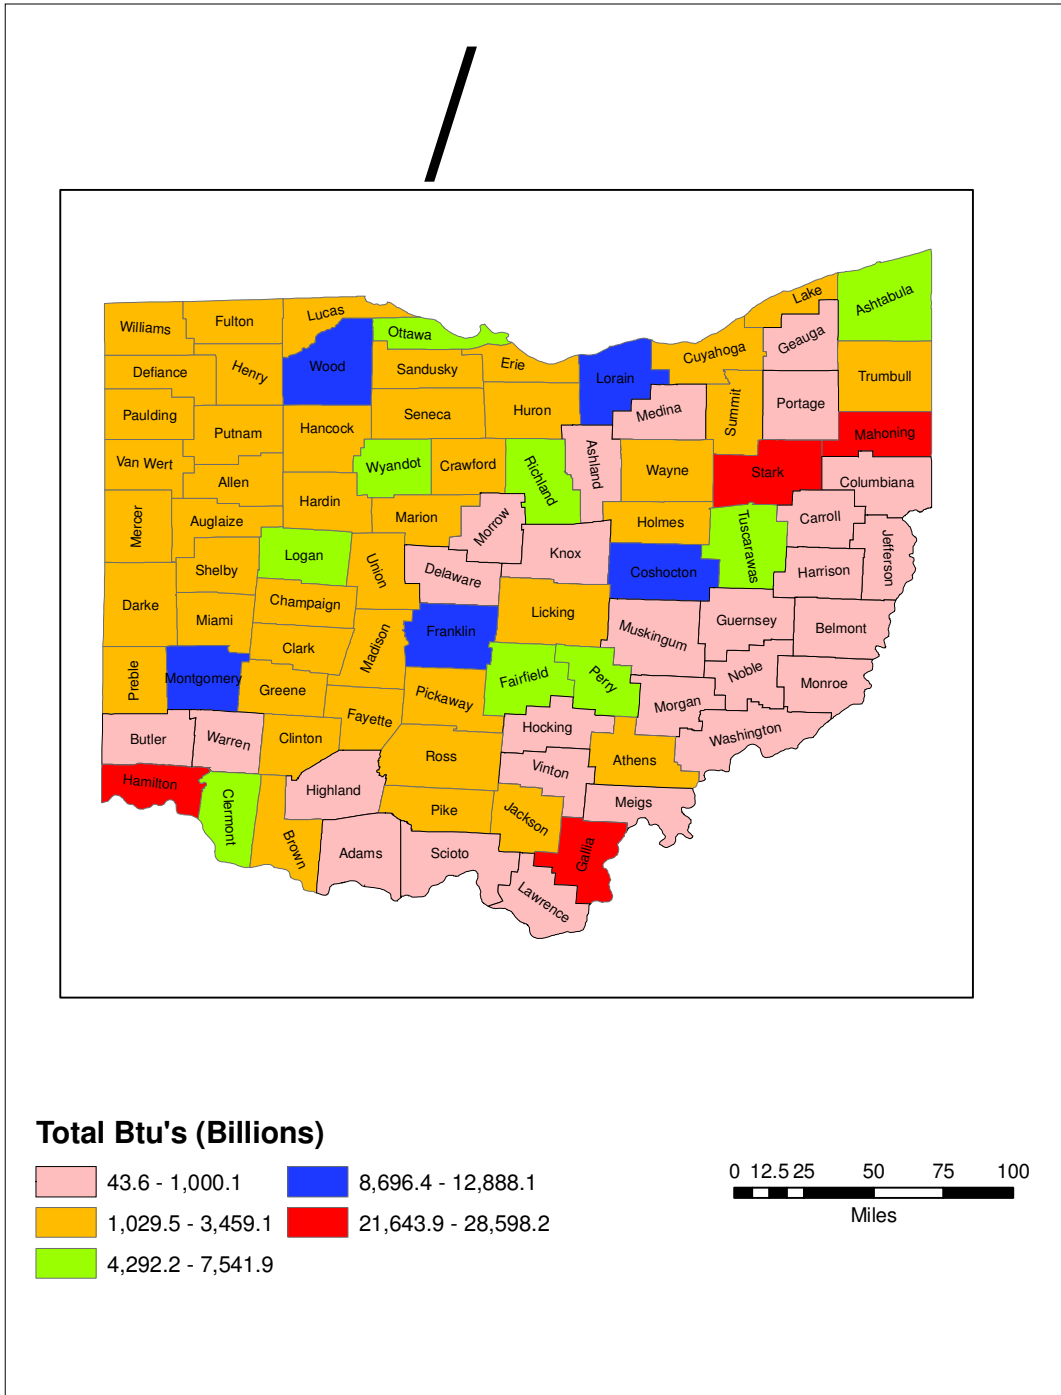 Williams
Fulton
Lucas
Ottawa
Lake
Ashtabula
Geauga
Defiance
Henry
Wood
Sandusky
Erie
Lorain
Cuyahoga
Trumbull
Paulding
Putnam
Hancock
Seneca
Huron
Medina
Summit
Portage
Mahoning
Van Wert
Allen
Wyandot
Crawford
Richland
Ashland
Wayne
Stark
Columbiana
Mercer
Auglaize
Hardin
Marion
Morrow
Knox
Holmes
Tuscarawas
Carroll
Jefferson
Shelby
Logan
Union
Delaware
Coshocton
Harrison
Darke
Miami
Champaign
Clark
Madison
Franklin
Licking
Muskingum
Guernsey
Belmont
Preble
Montgomery
Greene
Fayette
Pickaway
Fairfield
Perry
Morgan
Noble
Monroe
Butler
Warren
Clinton
Ross
Hocking
Athens
Washington
Hamilton
Clermont
Highland
Pike
Vinton
Jackson
Meigs
Brown
Adams
Scioto
Gallia
Lawrence
Total Btu's (Billions)
43.6 - 1,000.1
1,029.5 - 3,459.1
4,292.2 - 7,541.9
8,696.4 - 12,888.1
21,643.9 - 28,598.2
0 12.5 25 50 75 100
Miles